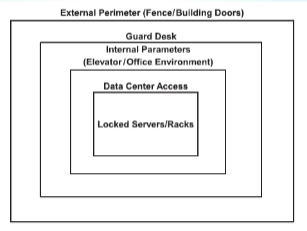 External Perimeter (Fence/Building Doors)
Guard Desk
Internal Parameters
(Elevator/Office Environment)
Data Center Access
Locked Servers/Racks